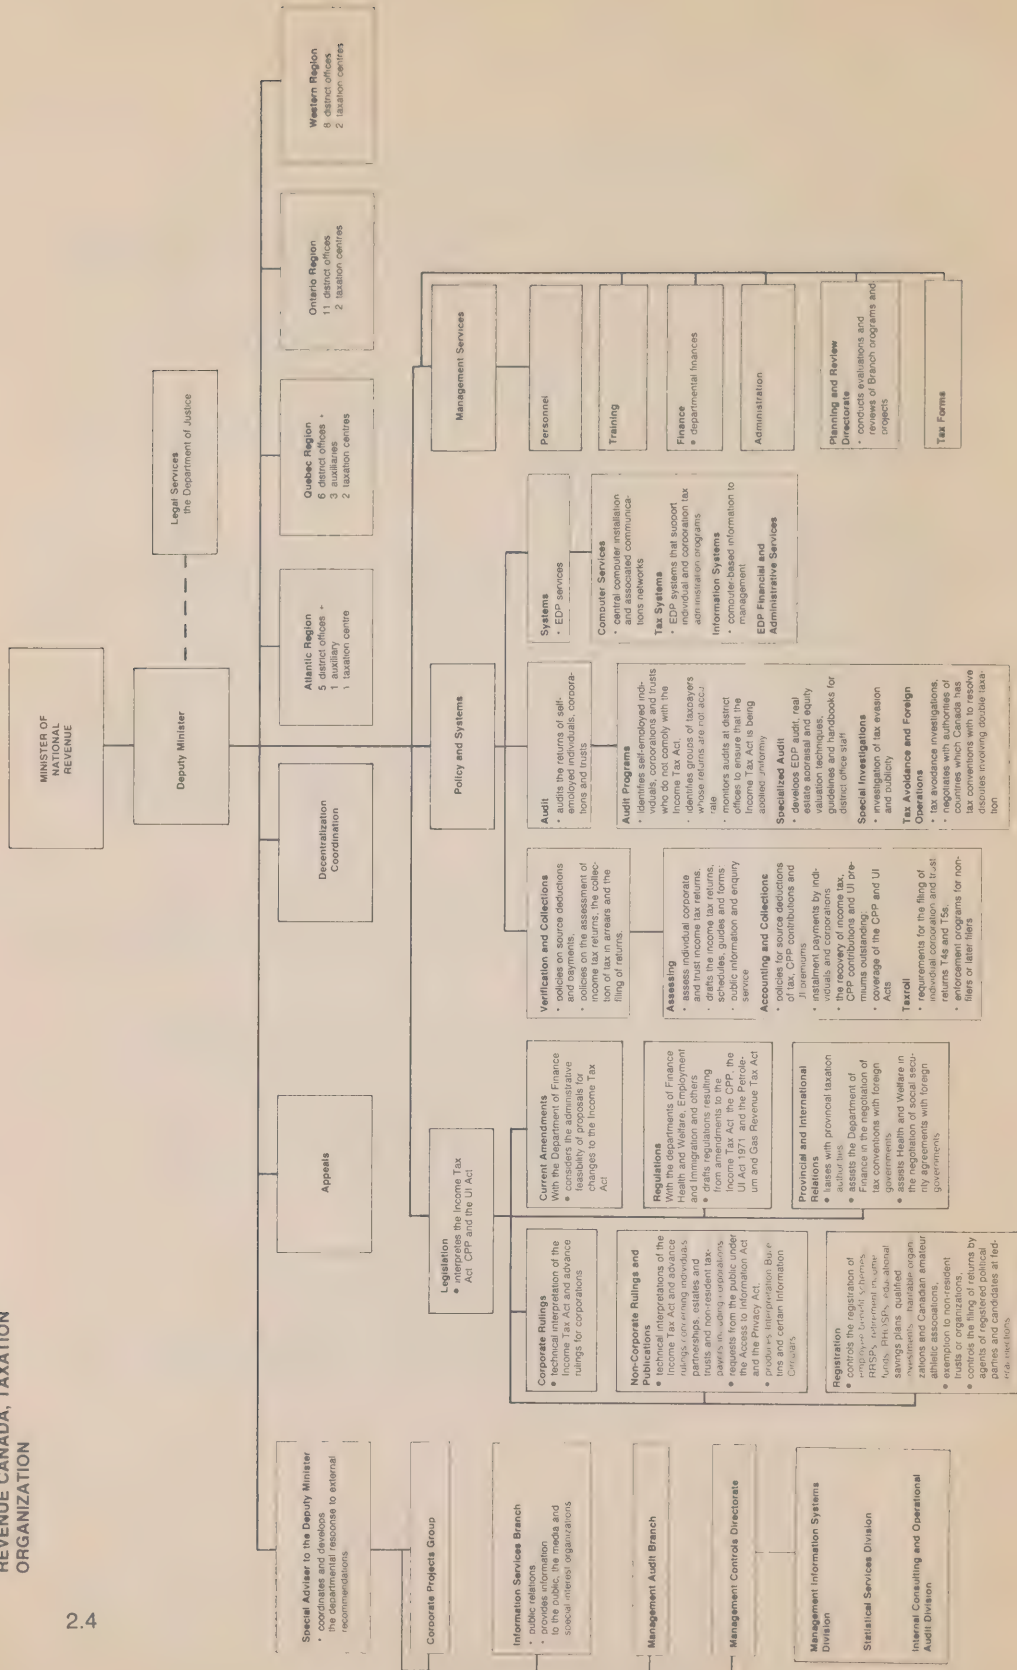 REVENUE CANADA, TAXATION
ORGANIZATION
2.4
MINISTER OF
NATIONAL
REVENUE
Deputy Minister
Legal Services
the Department of Justice
Special Adviser to the Deputy Minister
• coordinates and develops
the departmental response to external
recommendations
Appeals
Decentralization
Coordination
Atlantic Region
5 district offices +
1 auxiliary
1 taxation centre
Quebec Region
6 district offices +
3 auxiliaries
2 taxation centres
Ontario Region
11 district offices
2 taxation centres
Western Region
8 district offices
2 taxation centres
Corporate Projects Group
Information Services Branch
• public relations
• provides information
to the public, the media and
special interest organizations
Management Audit Branch
Management Controls Directorate
Management Information Systems
Division
Statistical Services Division
Internal Consulting and Operational
Audit Division
Legislation
• interpretes the Income Tax
Act CPP and the UI Act
Corporate Rulings
• technical interpretation of the
Income Tax Act and advance
rulings for corporations
Non-Corporate Rulings and
Publications
• technical interpretations of the
Income Tax Act and advance
rulings concerning individuals
partnerships, estates and
trusts and non-resident tax-
payers including corporations
• requests from the public under
the Access to Information Act
and the Privacy Act.
• produces Interpretation Bulle-
tins and certain Information
Circulars
Registration
• controls the registration of
employee benefit schemes
RRSPs, retirement income
funds, RHOSPs, educational
savings plans qualified
investments charitable organi-
zations and Canadian amateur
athletic associations,
• exemption to non-resident
trusts or organizations,
• controls the filing of returns by
agents of registered political
parties and candidates at fed-
Current Amendments
With the Department of Finance
• considers the administrative
feasibility of proposals for
changes to the Income Tax
Act
Regulations
With the departments of Finance
Health and Welfare, Employment
and Immigration and others
• drafts regulations resulting
from amendments to the
Income Tax Act the CPP, the
UI Act 1971 and the Petrole-
um and Gas Revenue Tax Act
Provincial and International
Relations
• liaises with provincial taxation
authorities
• assists the Department of
Finance in the negotiation of
tax conventions with foreign
governments
• assists Health and Welfare in
the negotiation of social secu-
rity agreements with foreign
governments
Policy and Systems
Verification and Collections
• policies on source deductions
and payments,
• policies on the assessment of
income tax returns, the collec-
tion of tax in arrears and the
filing of returns.
Assessing
• assess individual corporate
and trust income tax returns,
• drafts the income tax returns,
schedules, guides and forms;
• public information and enquiry
service
Accounting and Collections
• policies for source deductions
of tax, CPP contributions and
UI premiums
• instalment payments by indi-
viduals and corporations
• the recovery of income tax,
CPP contributions and UI pre-
miums outstanding;
• coverage of the CPP and UI
Acts
Taxroll
• requirements for the filing of
individual corporation and trust
returns T4s and T5s,
• enforcement programs for non-
filers or later filers
Audit
• audits the returns of self-
employed individuals, corpora-
tions and trusts
Audit Programs
• identifies self-employed indi-
viduals, corporations and trusts
who do not comply with the
Income Tax Act,
• identifies groups of taxpayers
whose returns are not accu-
rate
• monitors audits at district
offices to ensure that the
Income Tax Act is being
applied uniformly
Specialized Audit
• develops EDP audit, real
estate appraisal and equity
valuation techniques,
guidelines and handbooks for
district office staff
Special Investigations
• investigation of tax evasion
and publicity
Tax Avoidance and Foreign
Operations
• tax avoidance investigations,
• negotiates with authorities of
countries which Canada has
tax conventions with to resolve
disputes involving double taxa-
tion
Systems
• EDP services
Computer Services
• central computer installation
and associated communica-
tions networks
Tax Systems
• EDP systems that support
individual and corporation tax
administration programs
Information Systems
• computer-based information to
management
EDP Financial and
Administrative Services
Management Services
Personnel
Training
Finance
• departmental finances
Administration
Planning and Review
Directorate
• conducts evaluations and
reviews of Branch programs and
projects
Tax Forms